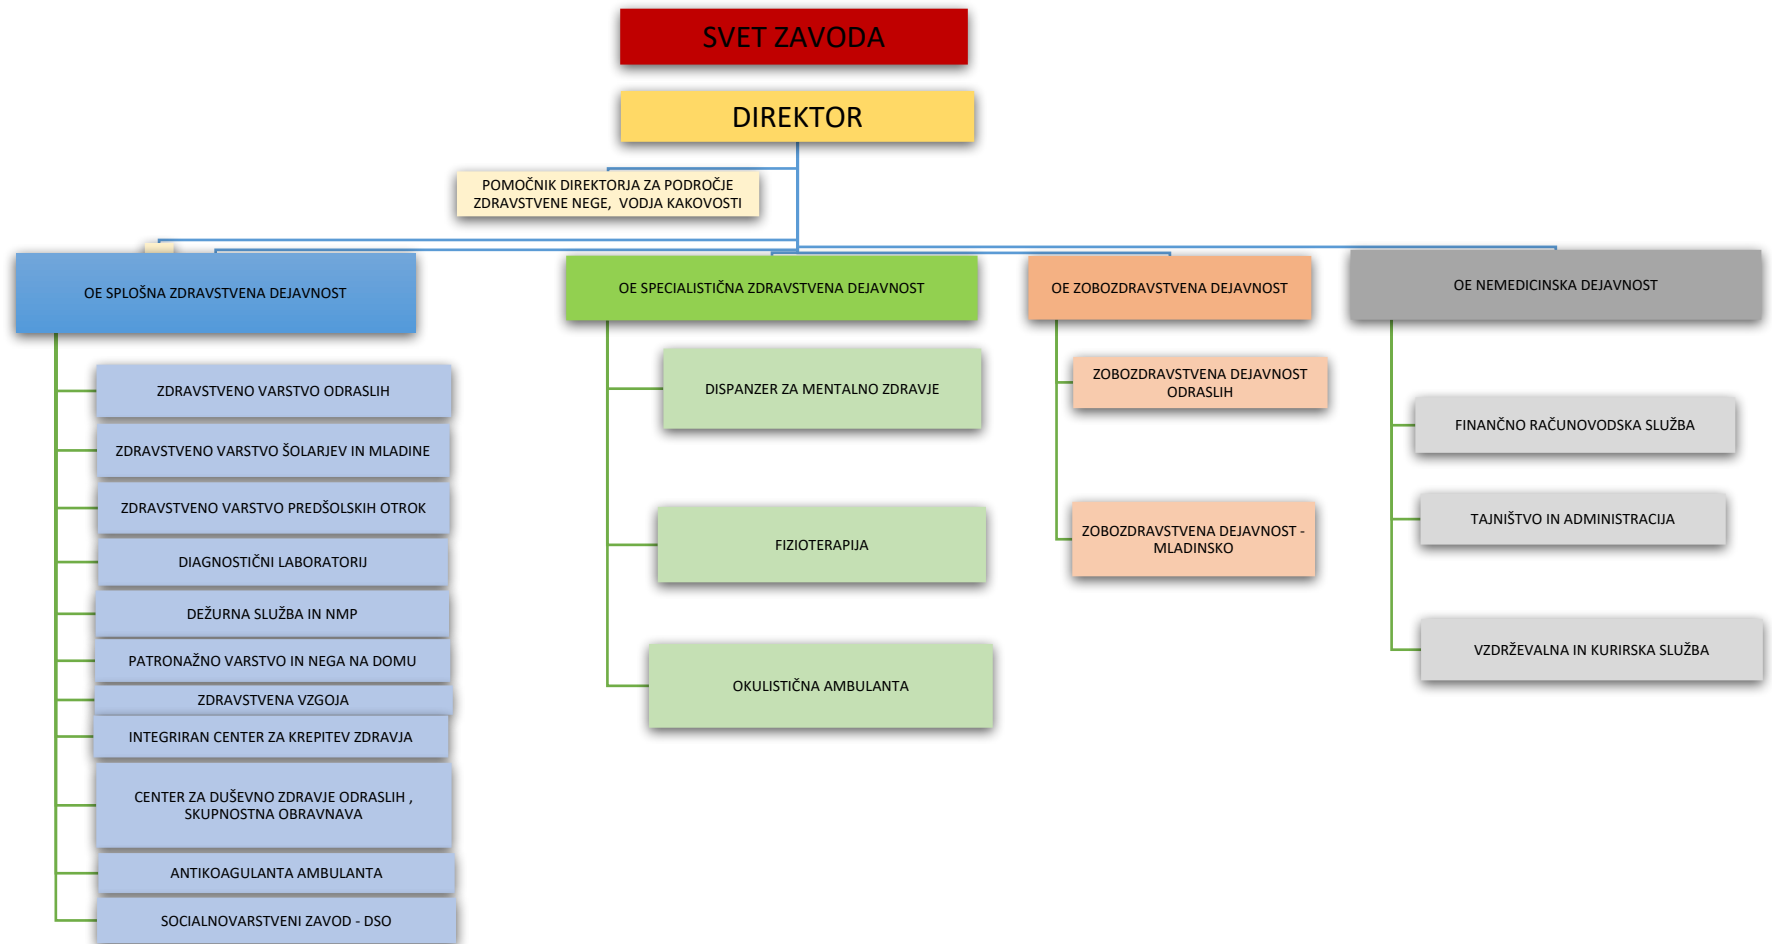 SVET ZAVODA
DIREKTOR
POMOČNIK DIREKTORJA ZA PODROČJE
ZDRAVSTVENE NEGE, VODJA KAKOVOSTI
OE SPLOŠNA ZDRAVSTVENA DEJAVNOST
ZDRAVSTVENO VARSTVO ODRASLIH
ZDRAVSTVENO VARSTVO ŠOLARJEV IN MLADINE
ZDRAVSTVENO VARSTVO PREDŠOLSKIH OTROK
DIAGNOSTIČNI LABORATORIJ
DEŽURNA SLUŽBA IN NMP
PATRONAŽNO VARSTVO IN NEGA NA DOMU
ZDRAVSTVENA VZGOJA
INTEGRIRAN CENTER ZA KREPITEV ZDRAVJA
CENTER ZA DUŠEVNO ZDRAVJE ODRASLIH ,
SKUPNOSTNA OBRAVNAVA
ANTIKOAGULANTA AMBULANTA
SOCIALNOVARSTVENI ZAVOD - DSO
OE SPECIALISTIČNA ZDRAVSTVENA DEJAVNOST
DISPANZER ZA MENTALNO ZDRAVJE
FIZIOTERAPIJA
OKULISTIČNA AMBULANTA
OE ZOBOZDRAVSTVENA DEJAVNOST
ZOBOZDRAVSTVENA DEJAVNOST
ODRASLIH
ZOBOZDRAVSTVENA DEJAVNOST -
MLADINSKO
OE NEMEDICINSKA DEJAVNOST
FINANČNO RAČUNOVODSKA SLUŽBA
TAJNIŠTVO IN ADMINISTRACIJA
VZDRŽEVALNA IN KURIRSKA SLUŽBA